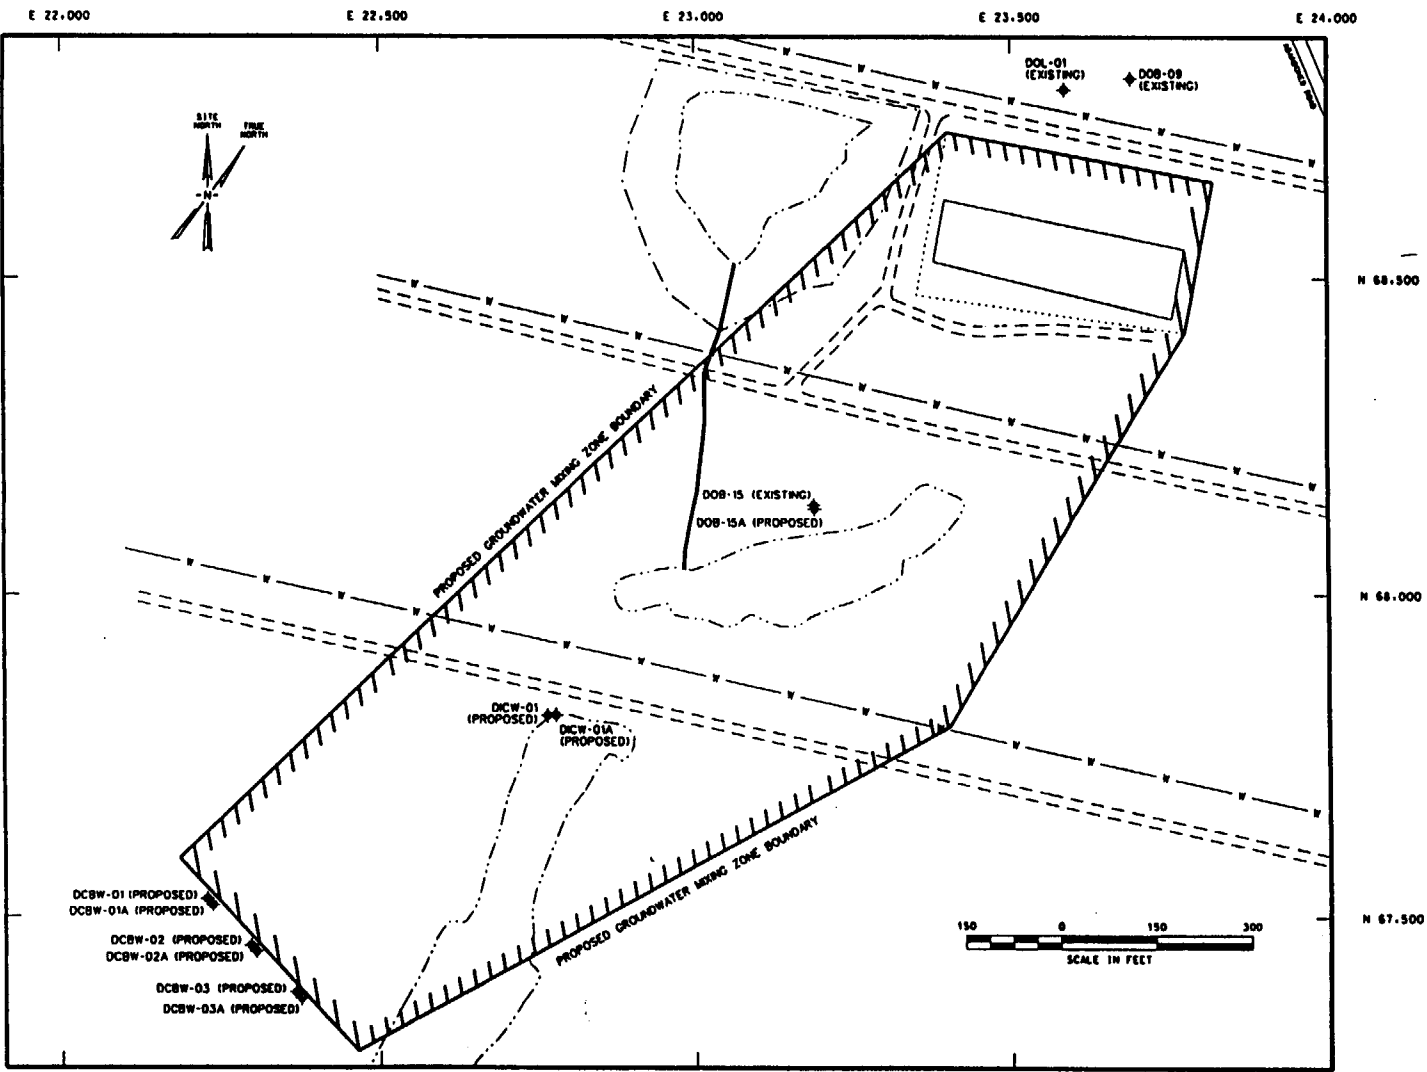 E 22.000
E 22.500
E 23.000
E 23.500
E 24.000
DOL-01
(EXISTING)
DOB-09
(EXISTING)
SITE
NORTH
TRUE
NORTH
-N-
W W W W W W W W
N 68.500
W W W W W W W W W W W W
PROPOSED GROUNDWATER MIXING ZONE BOUNDARY
DOB-15 (EXISTING)
DOB-15A (PROPOSED)
W W W W W W W W W W W W W W W W
N 68.000
DICW-01
(PROPOSED)
DICW-01A
(PROPOSED)
PROPOSED GROUNDWATER MIXING ZONE BOUNDARY
DCBW-01 (PROPOSED)
DCBW-01A (PROPOSED)
N 67.500
DCBW-02 (PROPOSED)
DCBW-02A (PROPOSED)
150 0 150 300
SCALE IN FEET
DCBW-03 (PROPOSED)
DCBW-03A (PROPOSED)